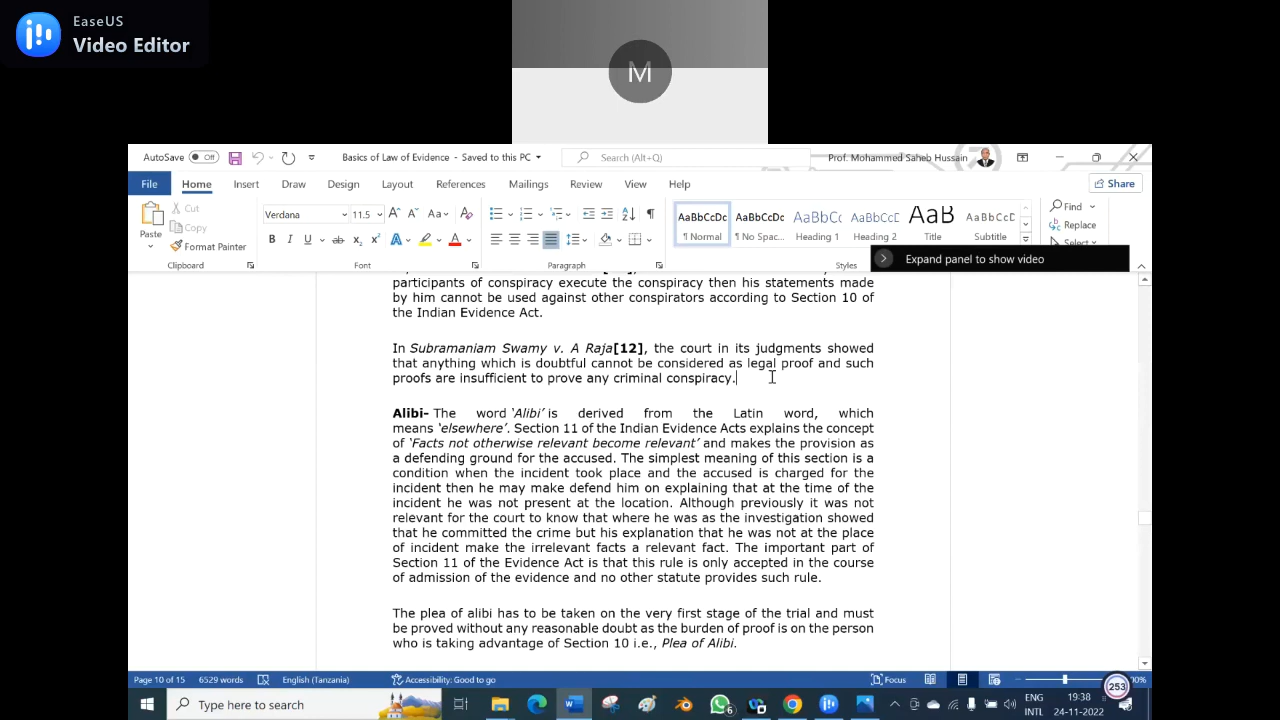 EaseUS
Video Editor
M
AutoSave Off Basics of Law of Evidence - Saved to this PC Search (Alt+Q) Prof. Mohammed Saheb Hussain
File Home Insert Draw Design Layout References Mailings Review View Help Share
Paste Cut Copy Format Painter
Verdana 11.5
AaBbCcDc AaBbCcDc AaBbCc AaBbCcD AaB AaBbCcD
¶ Normal ¶ No Spac... Heading 1 Heading 2 Title Subtitle
Find Replace Select
Expand panel to show video
Clipboard Font Paragraph Styles
participants of conspiracy execute the conspiracy then his statements made
by him cannot be used against other conspirators according to Section 10 of
the Indian Evidence Act.
In Subramaniam Swamy v. A Raja[12], the court in its judgments showed
that anything which is doubtful cannot be considered as legal proof and such
proofs are insufficient to prove any criminal conspiracy.
Alibi- The word ‘Alibi’ is derived from the Latin word, which
means ‘elsewhere’. Section 11 of the Indian Evidence Acts explains the concept
of ‘Facts not otherwise relevant become relevant’ and makes the provision as
a defending ground for the accused. The simplest meaning of this section is a
condition when the incident took place and the accused is charged for the
incident then he may make defend him on explaining that at the time of the
incident he was not present at the location. Although previously it was not
relevant for the court to know that where he was as the investigation showed
that he committed the crime but his explanation that he was not at the place
of incident make the irrelevant facts a relevant fact. The important part of
Section 11 of the Evidence Act is that this rule is only accepted in the course
of admission of the evidence and no other statute provides such rule.
The plea of alibi has to be taken on the very first stage of the trial and must
be proved without any reasonable doubt as the burden of proof is on the person
who is taking advantage of Section 10 i.e., Plea of Alibi.
Page 10 of 15 6529 words English (Tanzania) Accessibility: Good to go Focus
253
Type here to search
6
ENG
INTL
19:38
24-11-2022